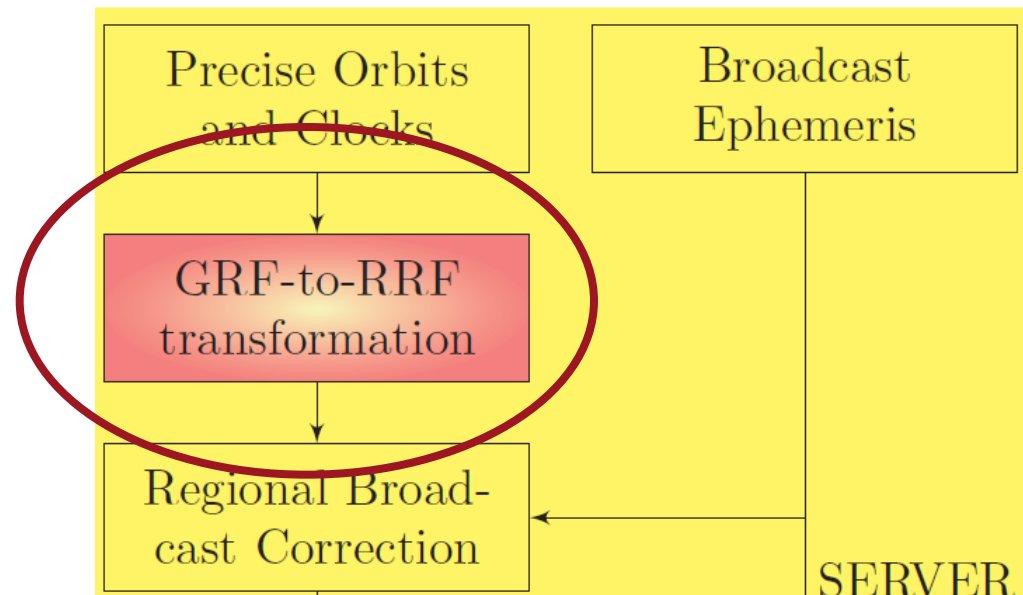 Precise Orbits
and Clocks
Broadcast
Ephemeris
GRF-to-RRF
transformation
Regional Broad-
cast Correction
SERVER